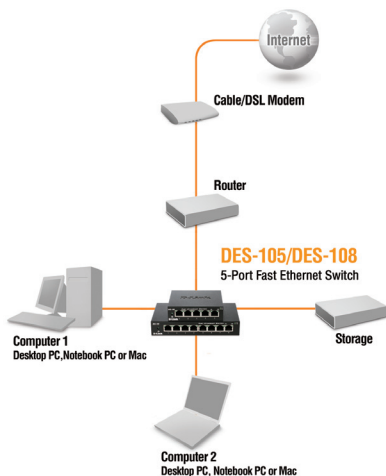 Internet
Cable/DSL Modem
Router
DES-105/DES-108
5-Port Fast Ethernet Switch
Computer 1
Desktop PC,Notebook PC or Mac
Storage
Computer 2
Desktop PC, Notebook PC or Mac